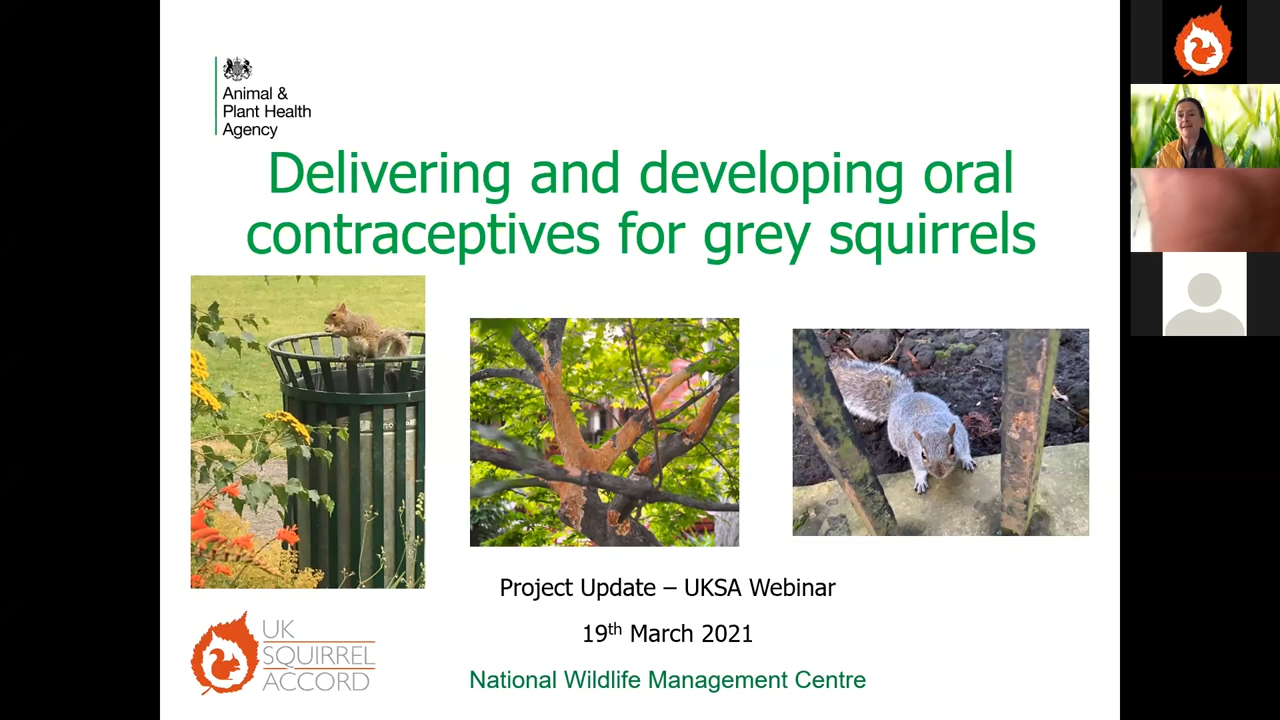 Animal &
Plant Health
Agency
Delivering and developing oral
contraceptives for grey squirrels
Project Update – UKSA Webinar
19th March 2021
UK
SQUIRREL
ACCORD
National Wildlife Management Centre